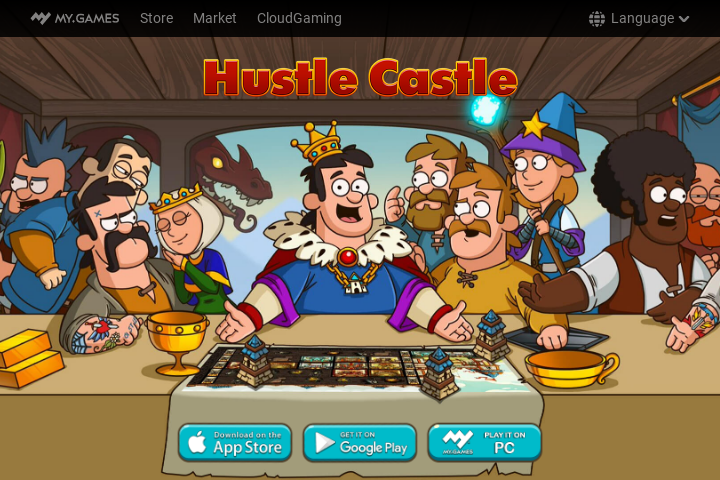 MY.GAMES Store Market CloudGaming Language
Hustle Castle
Download on the App Store
GET IT ON Google Play
MY.GAMES PLAY IT ON PC